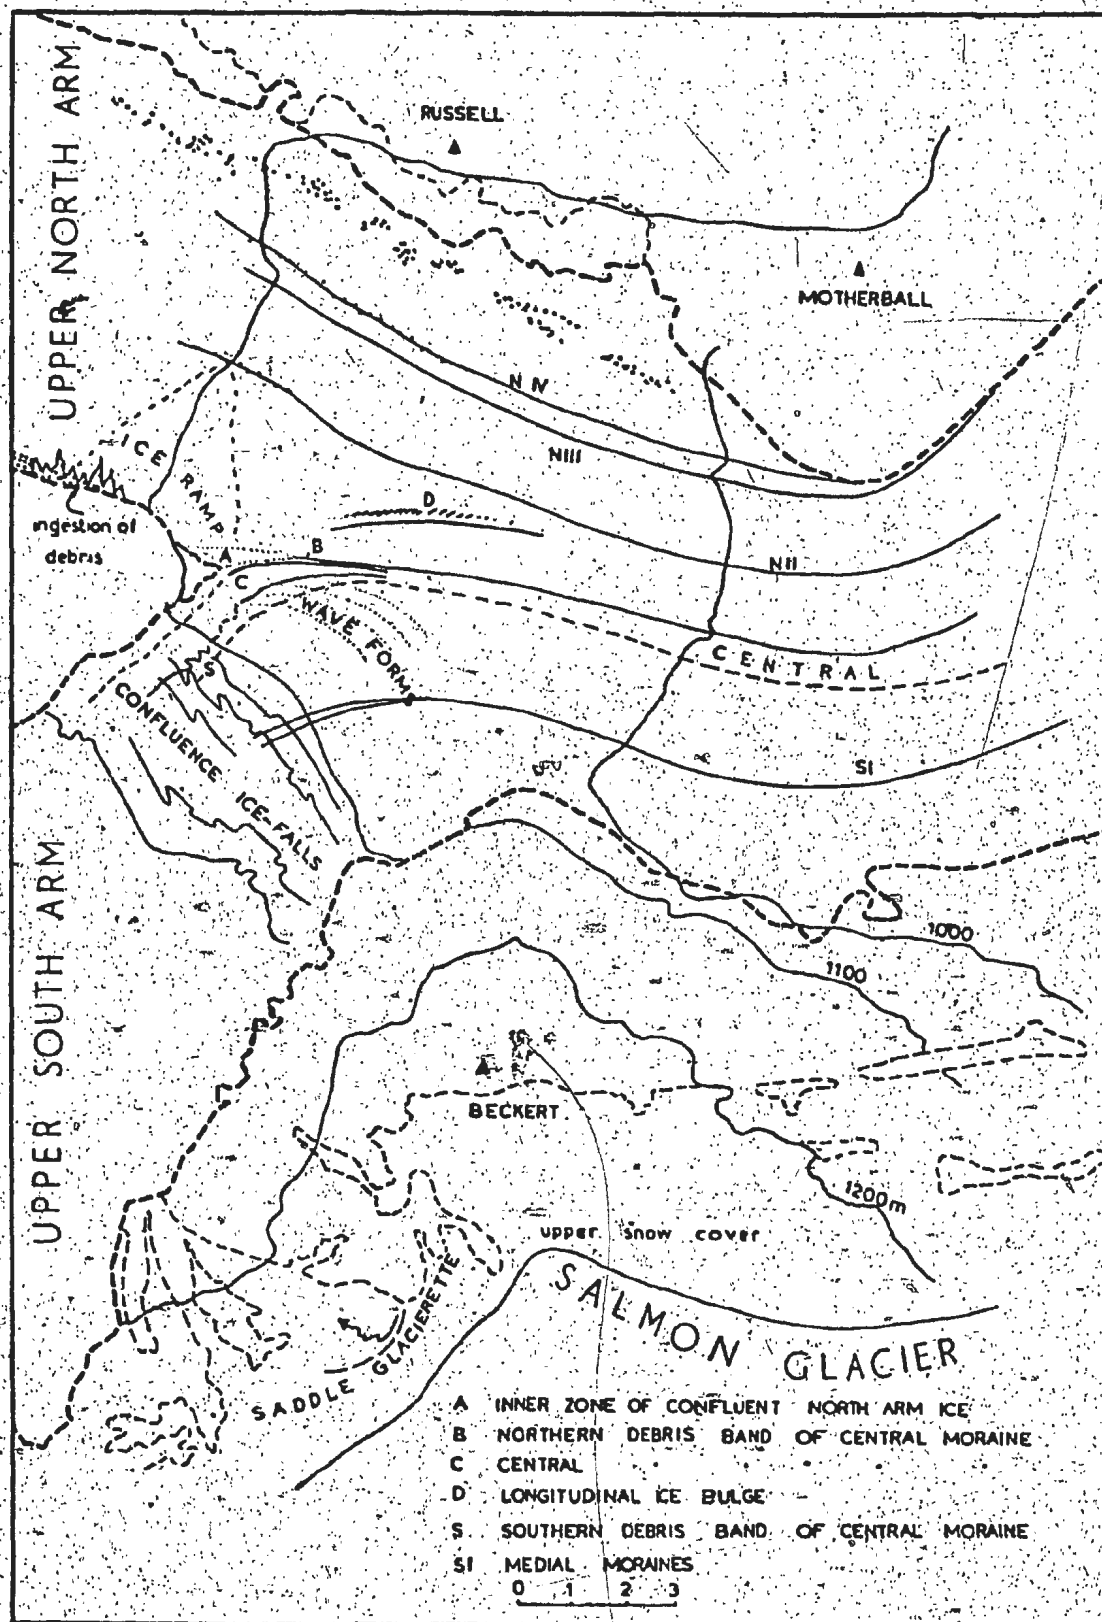 UPPER NORTH ARM
RUSSELL
MOTHERBALL
N IV
NIII
ICE RAMP
D
ingestion of
debris
A
B
NII
C
WAVE FORMS
CENTRAL
S
CONFLUENCE ICE-FALLS
SI
UPPER SOUTH ARM
1000
1100
BECKERT
1200m
upper snow cover
SALMON GLACIER
SADDLE GLACIERETTE
A INNER ZONE OF CONFLUENT NORTH ARM ICE
B NORTHERN DEBRIS BAND OF CENTRAL MORAINE
C CENTRAL " " " "
D LONGITUDINAL ICE BULGE
S SOUTHERN DEBRIS BAND OF CENTRAL MORAINE
SI MEDIAL MORAINES
0 1 2 3